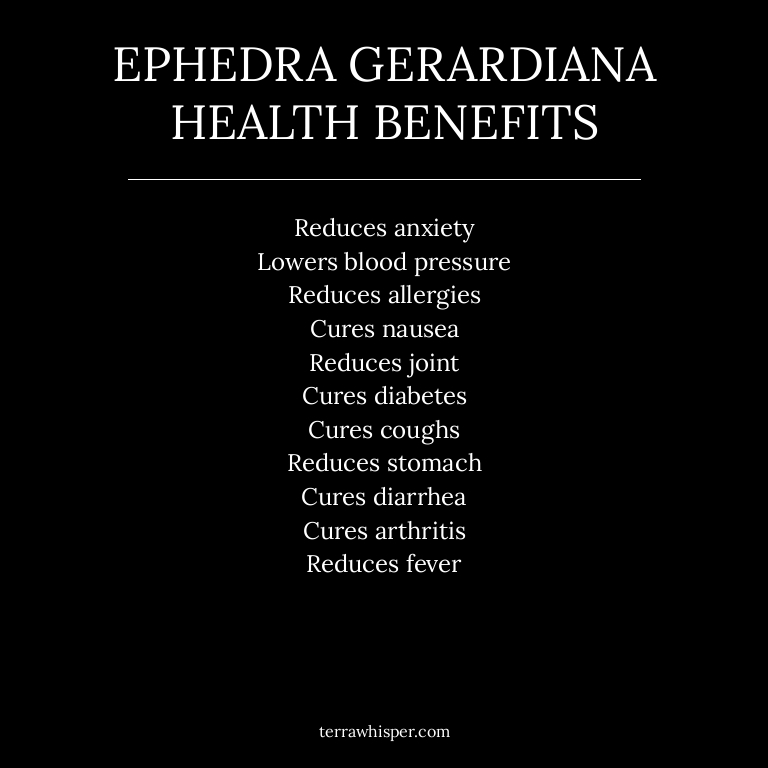 EPHEDRA GERARDIANA
HEALTH BENEFITS
Reduces anxiety
Lowers blood pressure
Reduces allergies
Cures nausea
Reduces joint
Cures diabetes
Cures coughs
Reduces stomach
Cures diarrhea
Cures arthritis
Reduces fever
terrawhisper.com